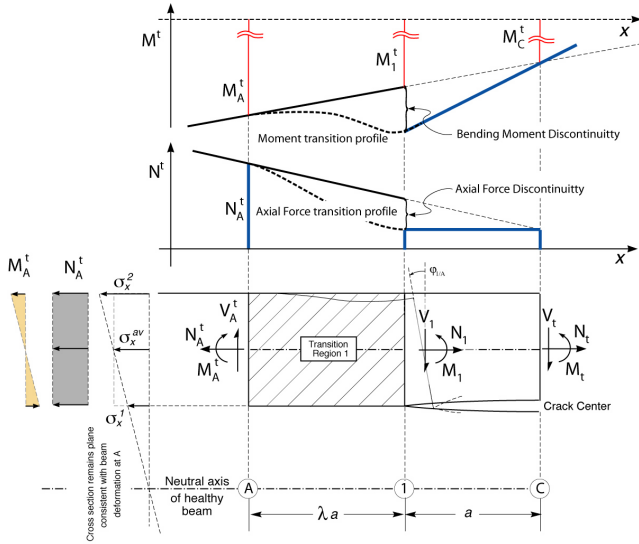 M^t
x
M_A^t
M_1^t
M_C^t
Moment transition profile
Bending Moment Discontinuitty
N^t
N_A^t
Axial Force transition profile
Axial Force Discontinuitty
x
M_A^t
N_A^t
σ_x^2
σ_x^av
σ_x^1
φ_1/A
V_A^t
N_A^t
M_A^t
Transition
Region 1
V_1
N_1
M_1
V_t
N_t
M_t
Crack Center
Cross section remains plane
consistent with beam
deformation at A
Neutral axis
of healthy
beam
A
1
C
λ a
a